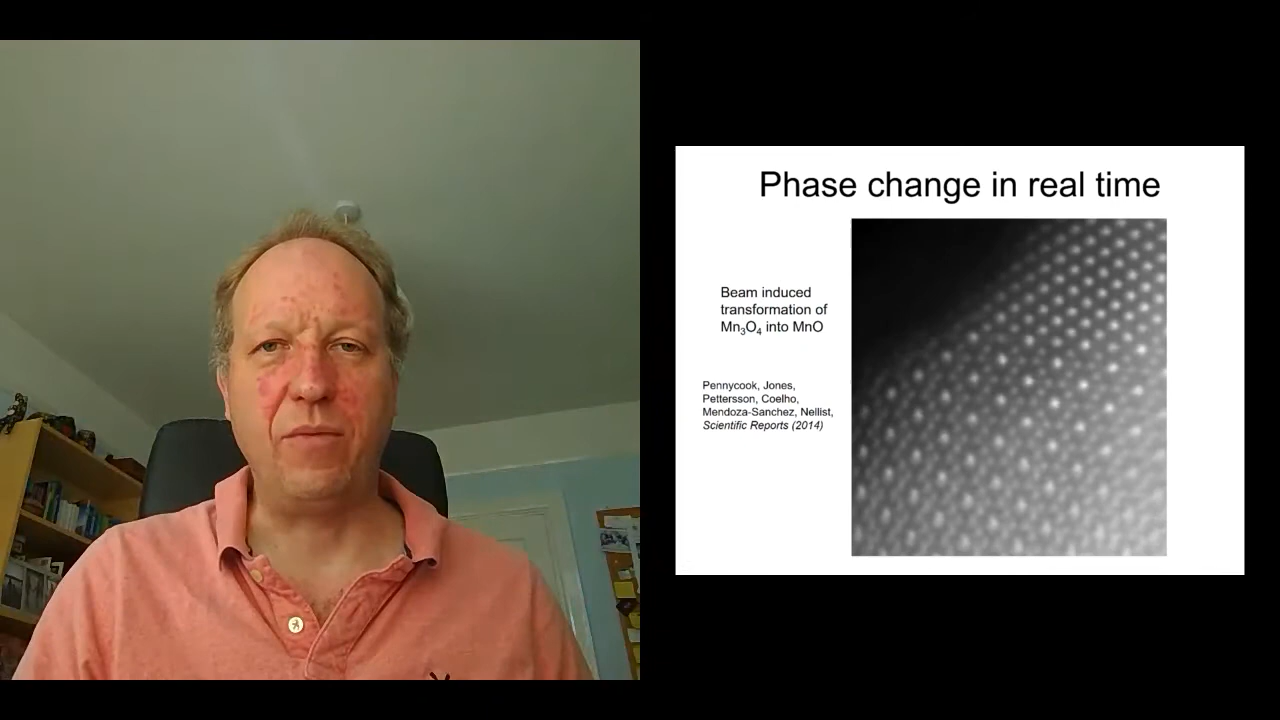 Phase change in real time
Beam induced
transformation of
Mn₃O₄ into MnO
Pennycook, Jones,
Pettersson, Coelho,
Mendoza-Sanchez, Nellist,
Scientific Reports (2014)